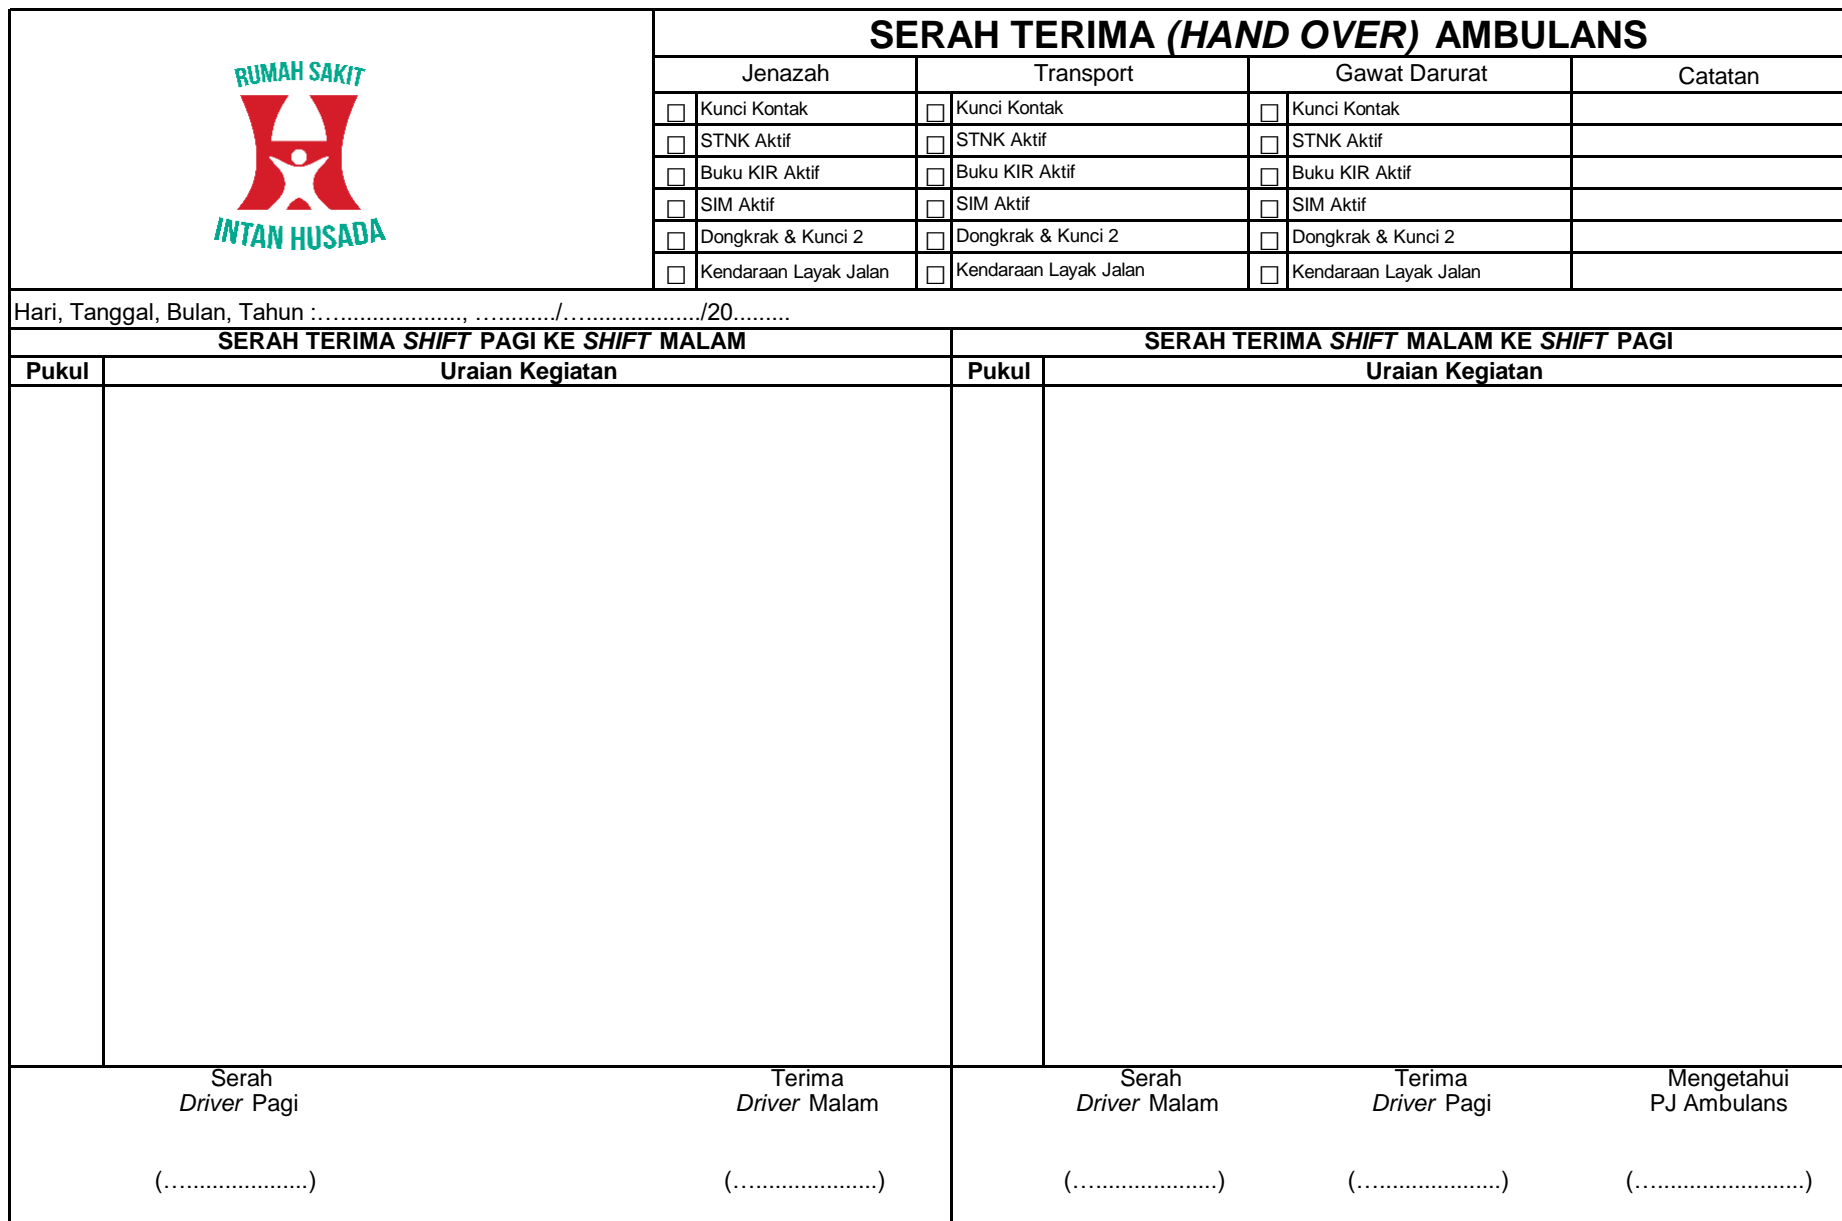 RUMAH SAKIT
INTAN HUSADA
SERAH TERIMA (HAND OVER) AMBULANS
Jenazah Transport Gawat Darurat Catatan
□ Kunci Kontak □ Kunci Kontak □ Kunci Kontak
□ STNK Aktif □ STNK Aktif □ STNK Aktif
□ Buku KIR Aktif □ Buku KIR Aktif □ Buku KIR Aktif
□ SIM Aktif □ SIM Aktif □ SIM Aktif
□ Dongkrak & Kunci 2 □ Dongkrak & Kunci 2 □ Dongkrak & Kunci 2
□ Kendaraan Layak Jalan □ Kendaraan Layak Jalan □ Kendaraan Layak Jalan
Hari, Tanggal, Bulan, Tahun :…..................., …........./…................../20.........
SERAH TERIMA SHIFT PAGI KE SHIFT MALAM SERAH TERIMA SHIFT MALAM KE SHIFT PAGI
Pukul Uraian Kegiatan Pukul Uraian Kegiatan
Serah Terima Serah Terima Mengetahui
Driver Pagi Driver Malam Driver Malam Driver Pagi PJ Ambulans
(…...................) (…...................) (…...................) (…...................) (….......................)